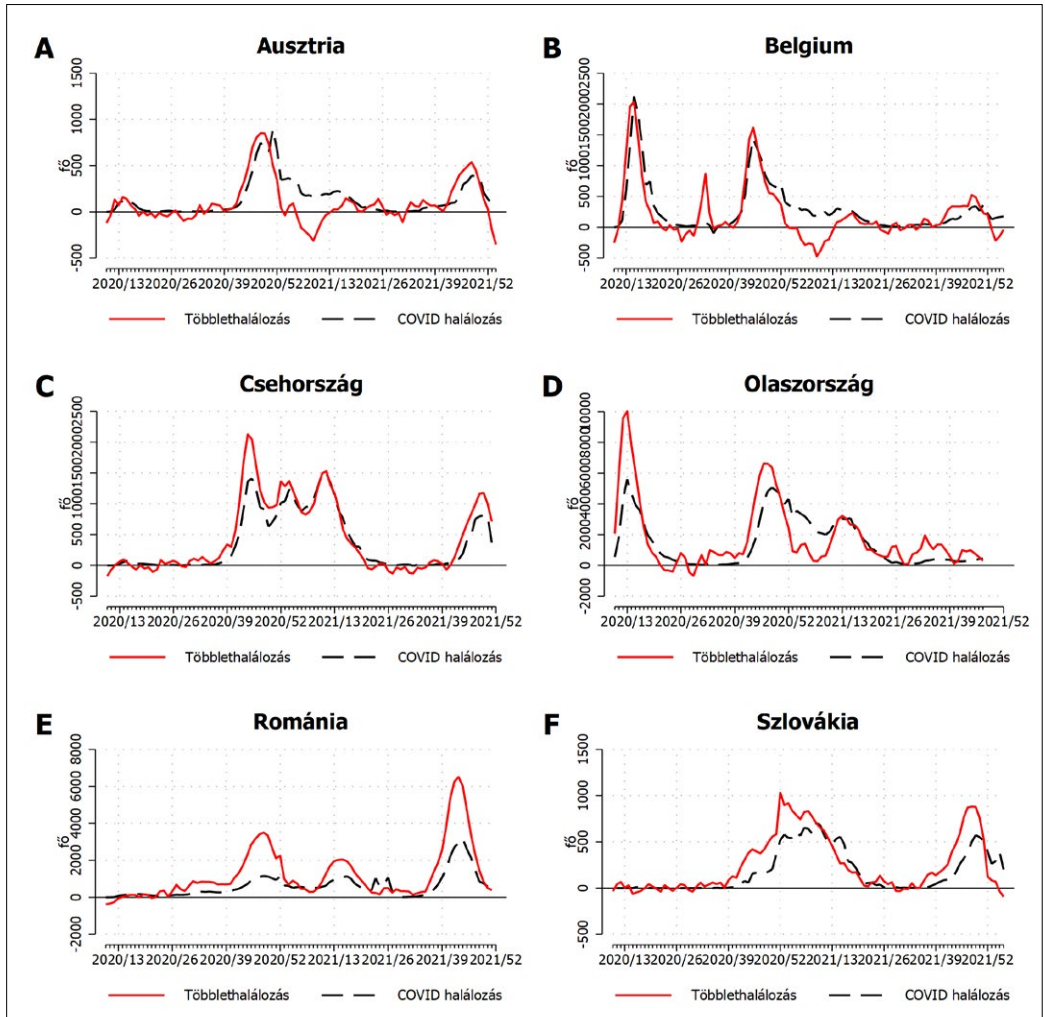 A Ausztria
1500
1000
500
0
-500
fő
2020/13 2020/26 2020/39 2020/52 2021/13 2021/26 2021/39 2021/52
Többlethalálozás COVID halálozás
B Belgium
2500
2000
1500
1000
500
0
-500
fő
2020/13 2020/26 2020/39 2020/52 2021/13 2021/26 2021/39 2021/52
Többlethalálozás COVID halálozás
C Csehország
2500
2000
1500
1000
500
0
-500
fő
2020/13 2020/26 2020/39 2020/52 2021/13 2021/26 2021/39 2021/52
Többlethalálozás COVID halálozás
D Olaszország
10000
8000
6000
4000
2000
0
-2000
fő
2020/13 2020/26 2020/39 2020/52 2021/13 2021/26 2021/39 2021/52
Többlethalálozás COVID halálozás
E Románia
8000
6000
4000
2000
0
-2000
fő
2020/13 2020/26 2020/39 2020/52 2021/13 2021/26 2021/39 2021/52
Többlethalálozás COVID halálozás
F Szlovákia
1500
1000
500
0
-500
fő
2020/13 2020/26 2020/39 2020/52 2021/13 2021/26 2021/39 2021/52
Többlethalálozás COVID halálozás